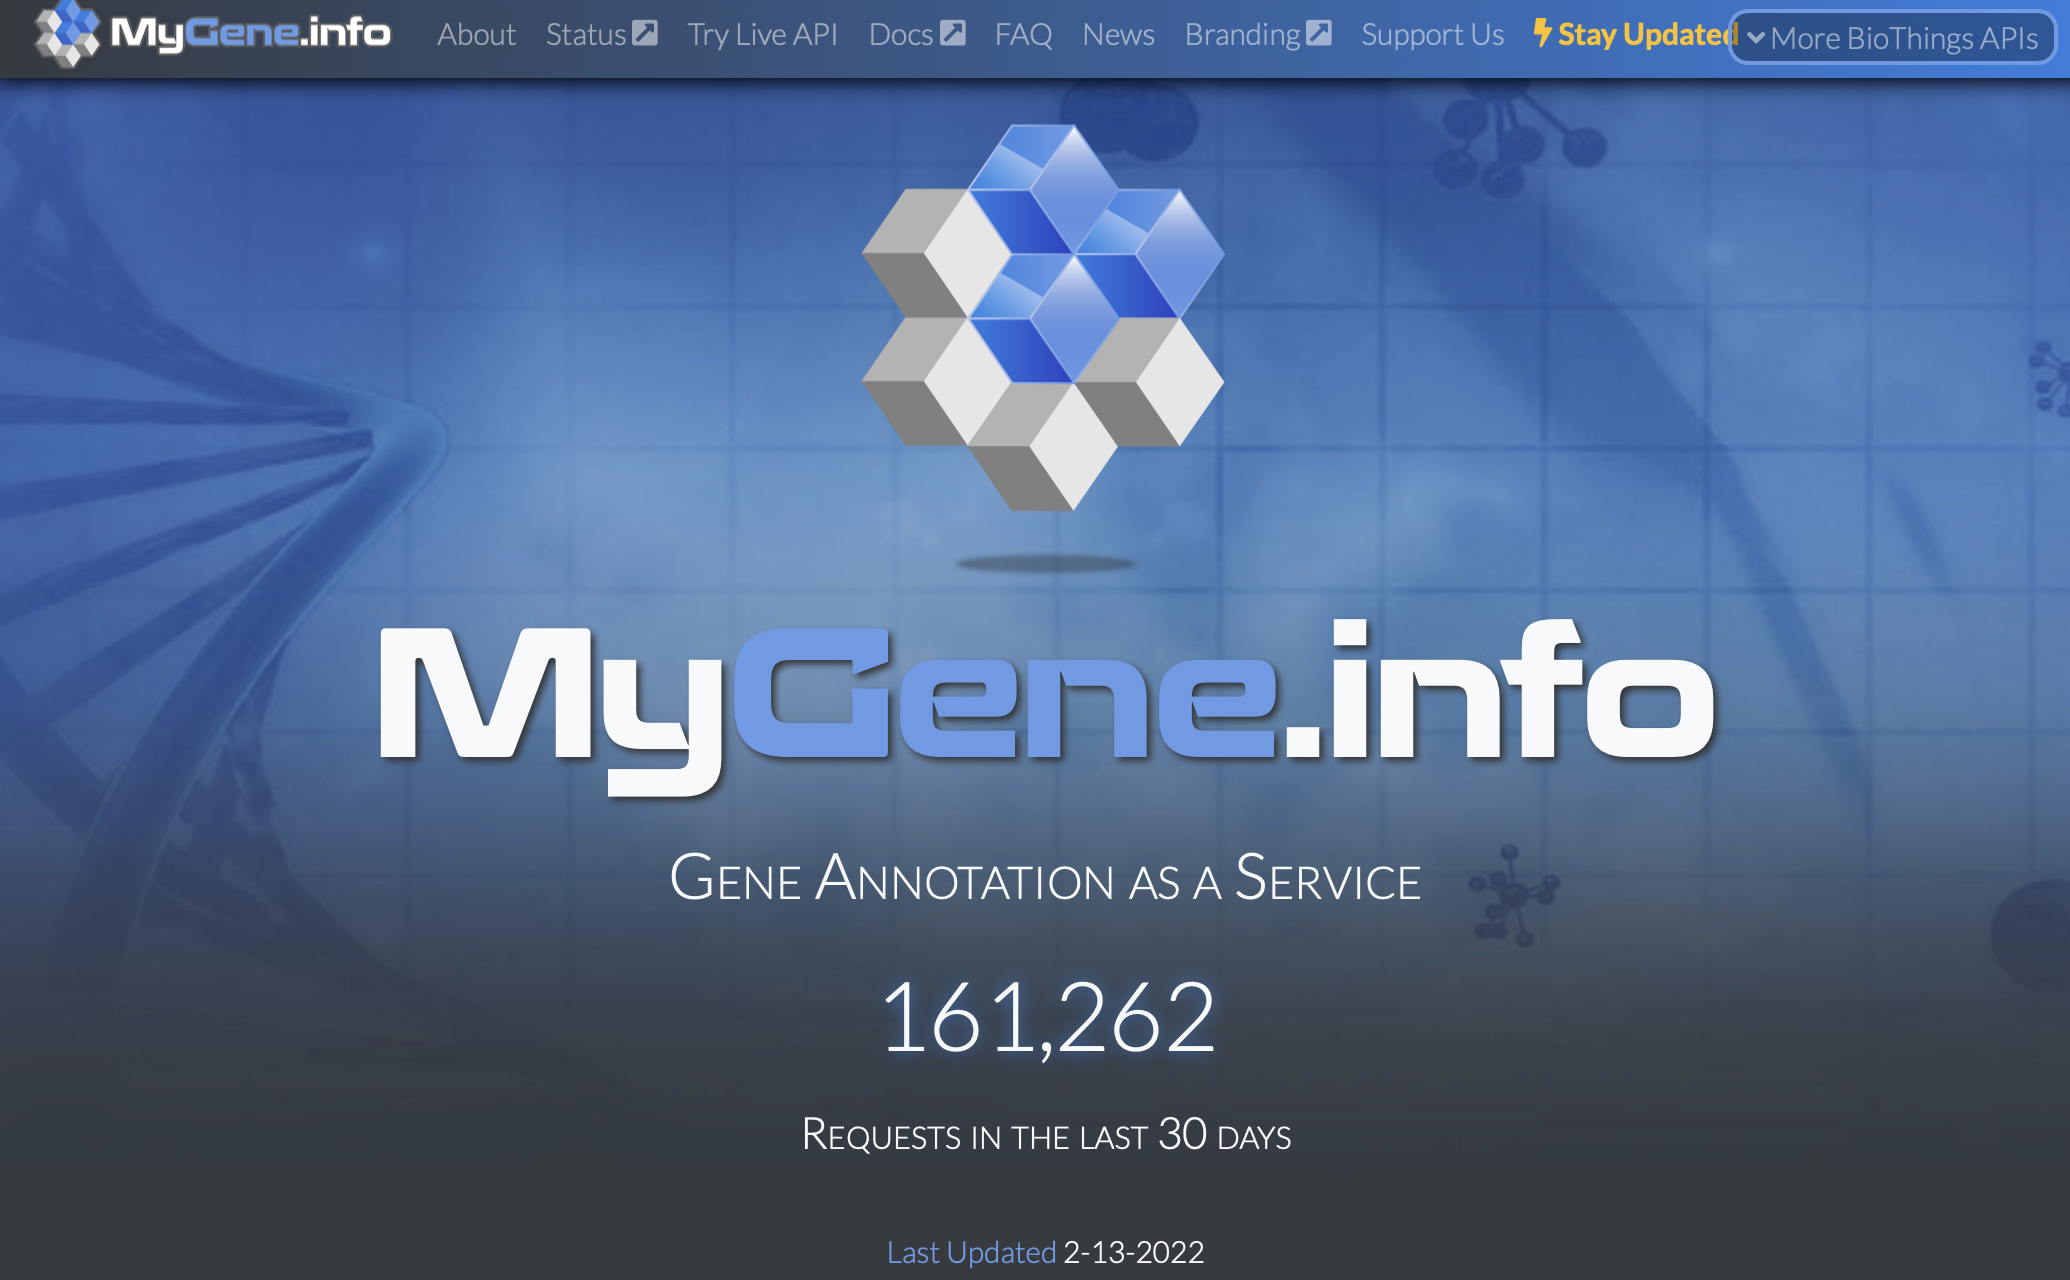 MyGene.info About Status Try Live API Docs FAQ News Branding Support Us Stay Updated More BioThings APIs
MyGene.info
Gene Annotation as a Service
161,262
Requests in the last 30 days
Last Updated 2-13-2022